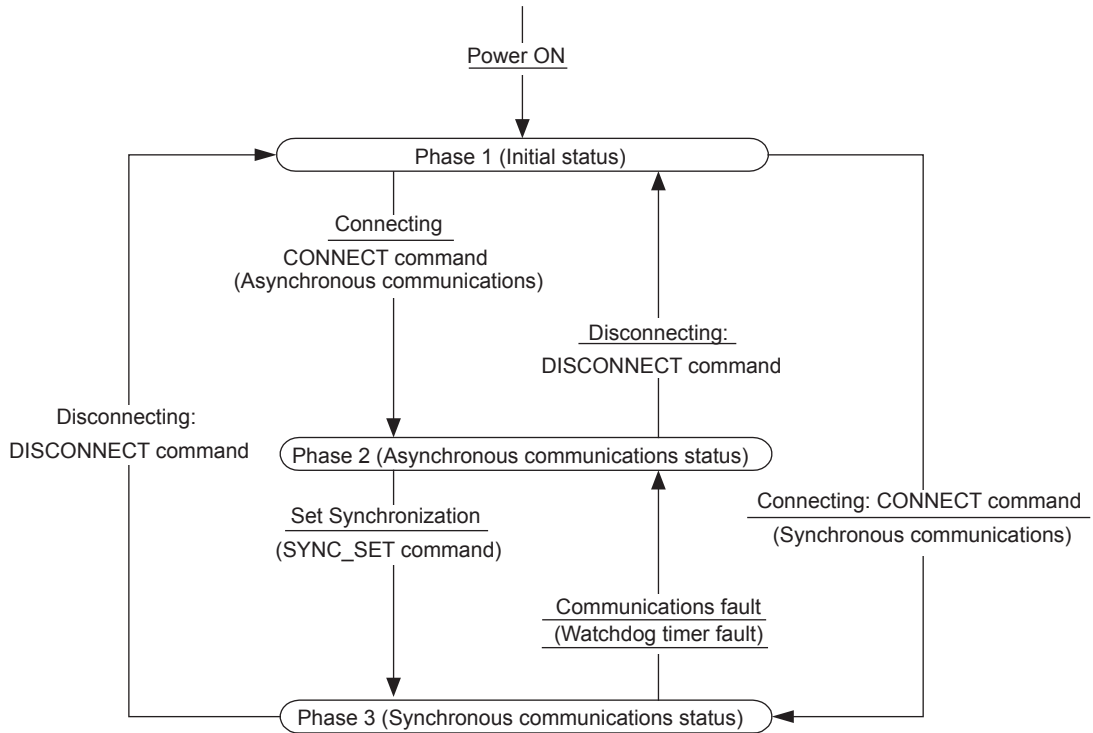 Power ON
Phase 1 (Initial status)
Connecting
CONNECT command
(Asynchronous communications)
Disconnecting:
DISCONNECT command
Disconnecting:
DISCONNECT command
Phase 2 (Asynchronous communications status)
Set Synchronization
(SYNC_SET command)
Connecting: CONNECT command
(Synchronous communications)
Communications fault
(Watchdog timer fault)
Phase 3 (Synchronous communications status)